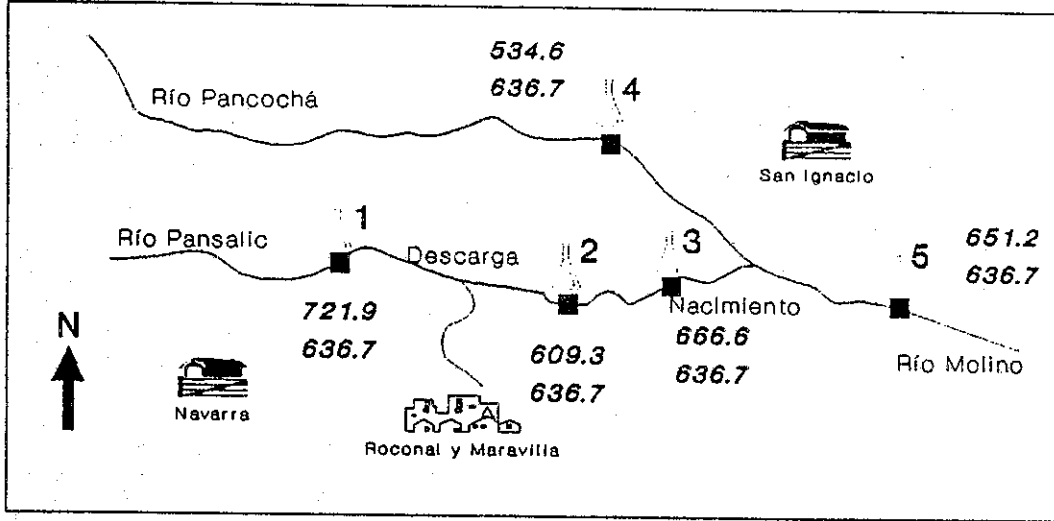 534.6
636.7
4
Río Pancochá
San Ignacio
Río Pansalic
1
Descarga
2
3
5
651.2
636.7
721.9
636.7
Nacimiento
609.3
636.7
666.6
636.7
Río Molino
N
Navarra
Roconal y Maravilla